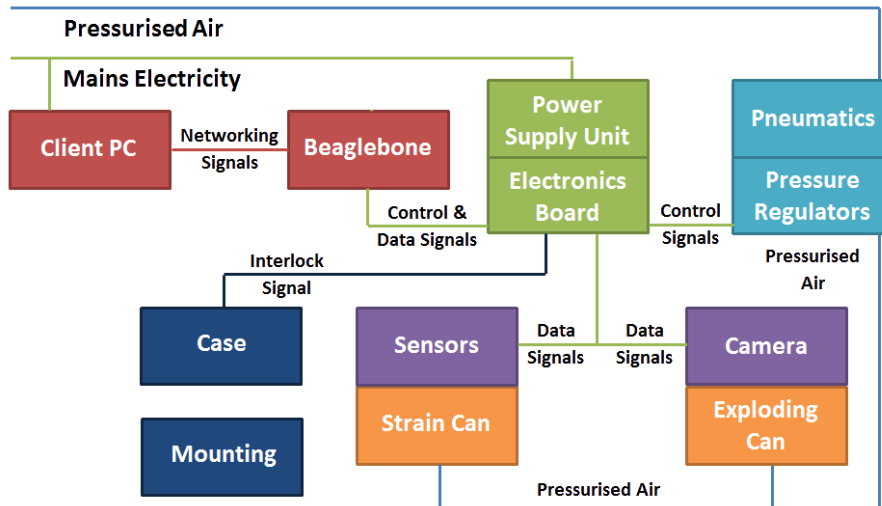 Pressurised Air
Mains Electricity
Client PC
Networking
Signals
Beaglebone
Power
Supply Unit
Electronics
Board
Pneumatics
Pressure
Regulators
Control &
Data Signals
Control
Signals
Pressurised
Air
Interlock
Signal
Case
Sensors
Data
Signals
Data
Signals
Camera
Strain Can
Exploding
Can
Mounting
Pressurised Air